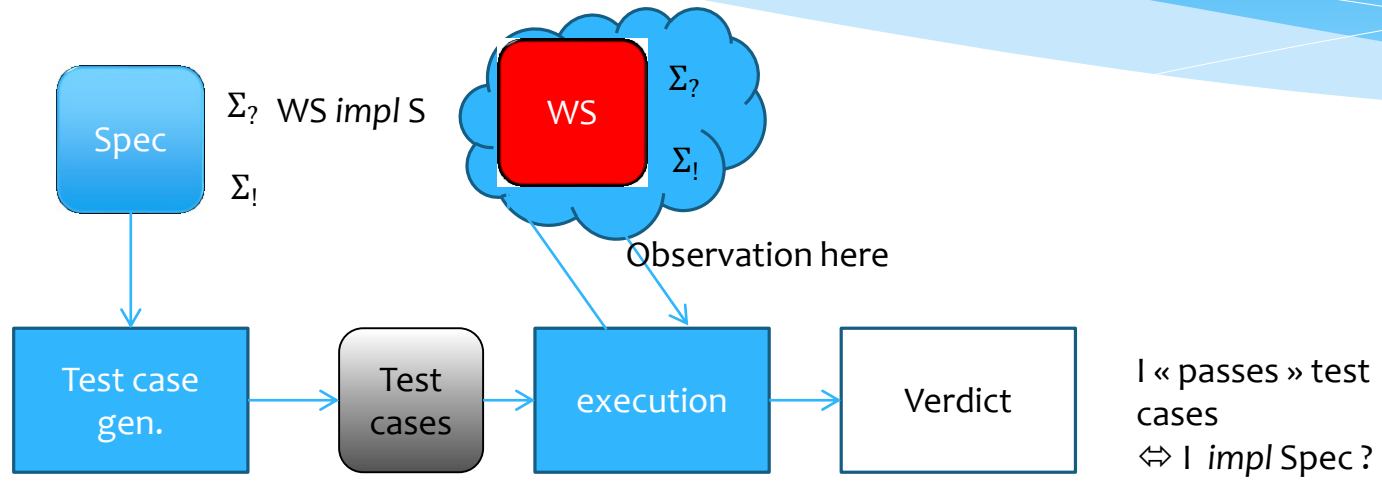 Spec
Σ? WS impl S
Σ!
WS
Σ?
Σ!
Observation here
Test case
gen.
Test
cases
execution
Verdict
I « passes » test
cases
⬄ I impl Spec ?